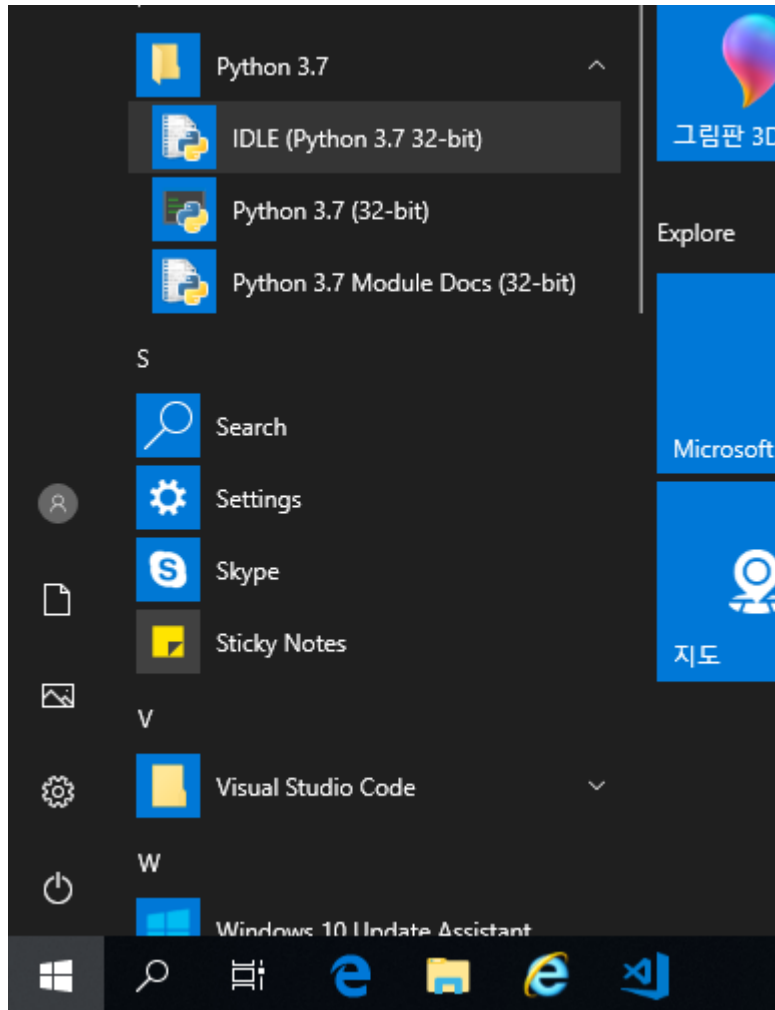 Python 3.7
IDLE (Python 3.7 32-bit)
Python 3.7 (32-bit)
Python 3.7 Module Docs (32-bit)
S
Search
Settings
Skype
Sticky Notes
V
Visual Studio Code
W
Windows 10 Update Assistant
그림판 3D
Explore
Microsoft
지도